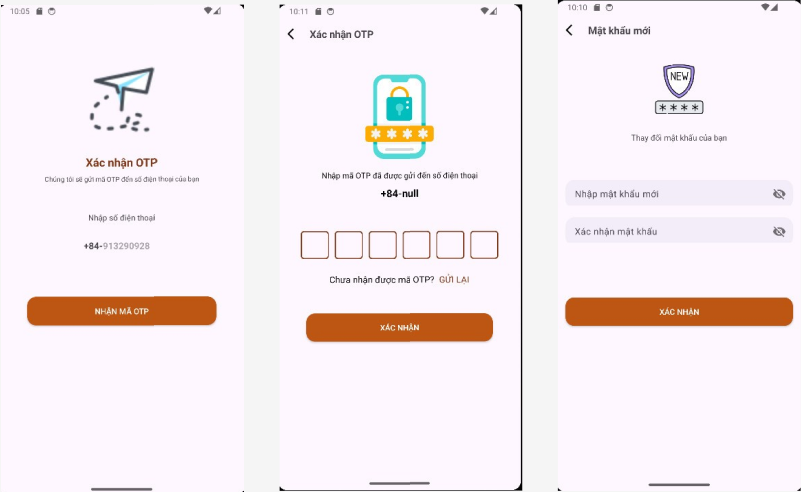 10:05
Xác nhận OTP
Chúng tôi sẽ gửi mã OTP đến số điện thoại của bạn
Nhập số điện thoại
+84-913290928
NHẬN MÃ OTP
10:11
Xác nhận OTP
Nhập mã OTP đã được gửi đến số điện thoại
+84-null
Chưa nhận được mã OTP? GỬI LẠI
XÁC NHẬN
10:10
Mật khẩu mới
NEW
****
Thay đổi mật khẩu của bạn
Nhập mật khẩu mới
Xác nhận mật khẩu
XÁC NHẬN